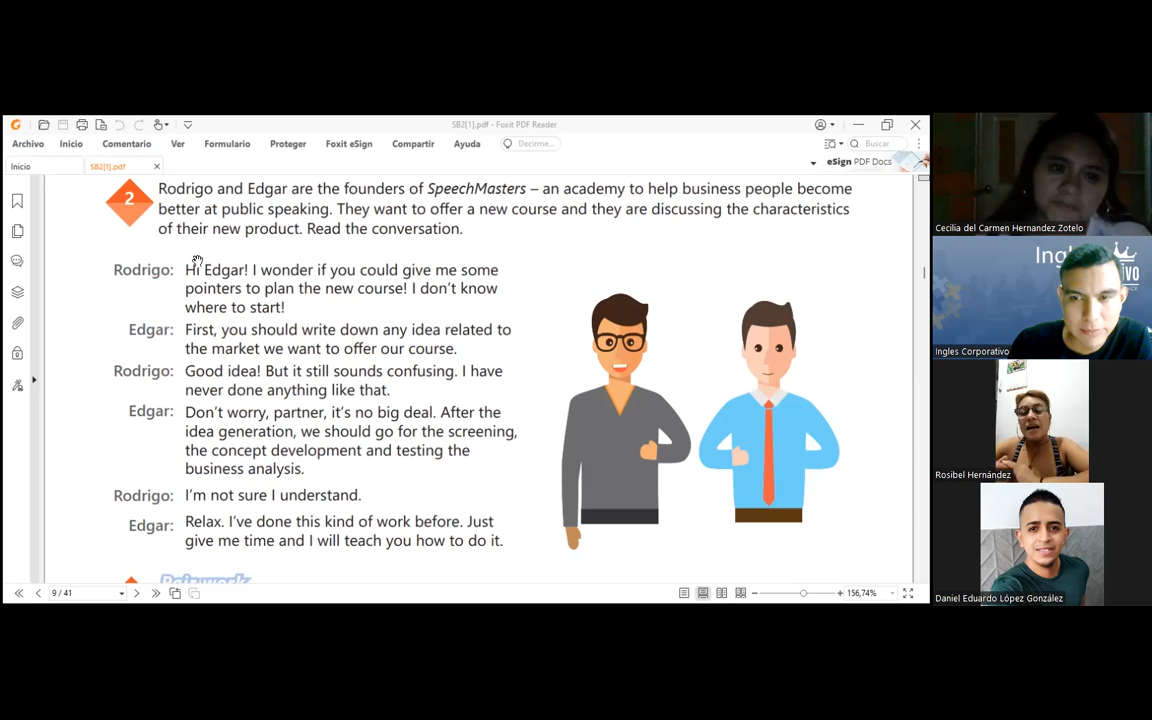 SB2[1].pdf - Foxit PDF Reader
Archivo Inicio Comentario Ver Formulario Proteger Foxit eSign Compartir Ayuda Decirme... Buscar
Inicio SB2[1].pdf eSign PDF Docs
2
Rodrigo and Edgar are the founders of SpeechMasters – an academy to help business people become
better at public speaking. They want to offer a new course and they are discussing the characteristics
of their new product. Read the conversation.
Rodrigo: Hi Edgar! I wonder if you could give me some
pointers to plan the new course! I don't know
where to start!
Edgar: First, you should write down any idea related to
the market we want to offer our course.
Rodrigo: Good idea! But it still sounds confusing. I have
never done anything like that.
Edgar: Don't worry, partner, it's no big deal. After the
idea generation, we should go for the screening,
the concept development and testing the
business analysis.
Rodrigo: I'm not sure I understand.
Edgar: Relax. I've done this kind of work before. Just
give me time and I will teach you how to do it.
Pair work
9 / 41
156,74%
Cecilia del Carmen Hernandez Zotelo
Ingles Corporativo
Rosibel Hernández
Daniel Eduardo López González